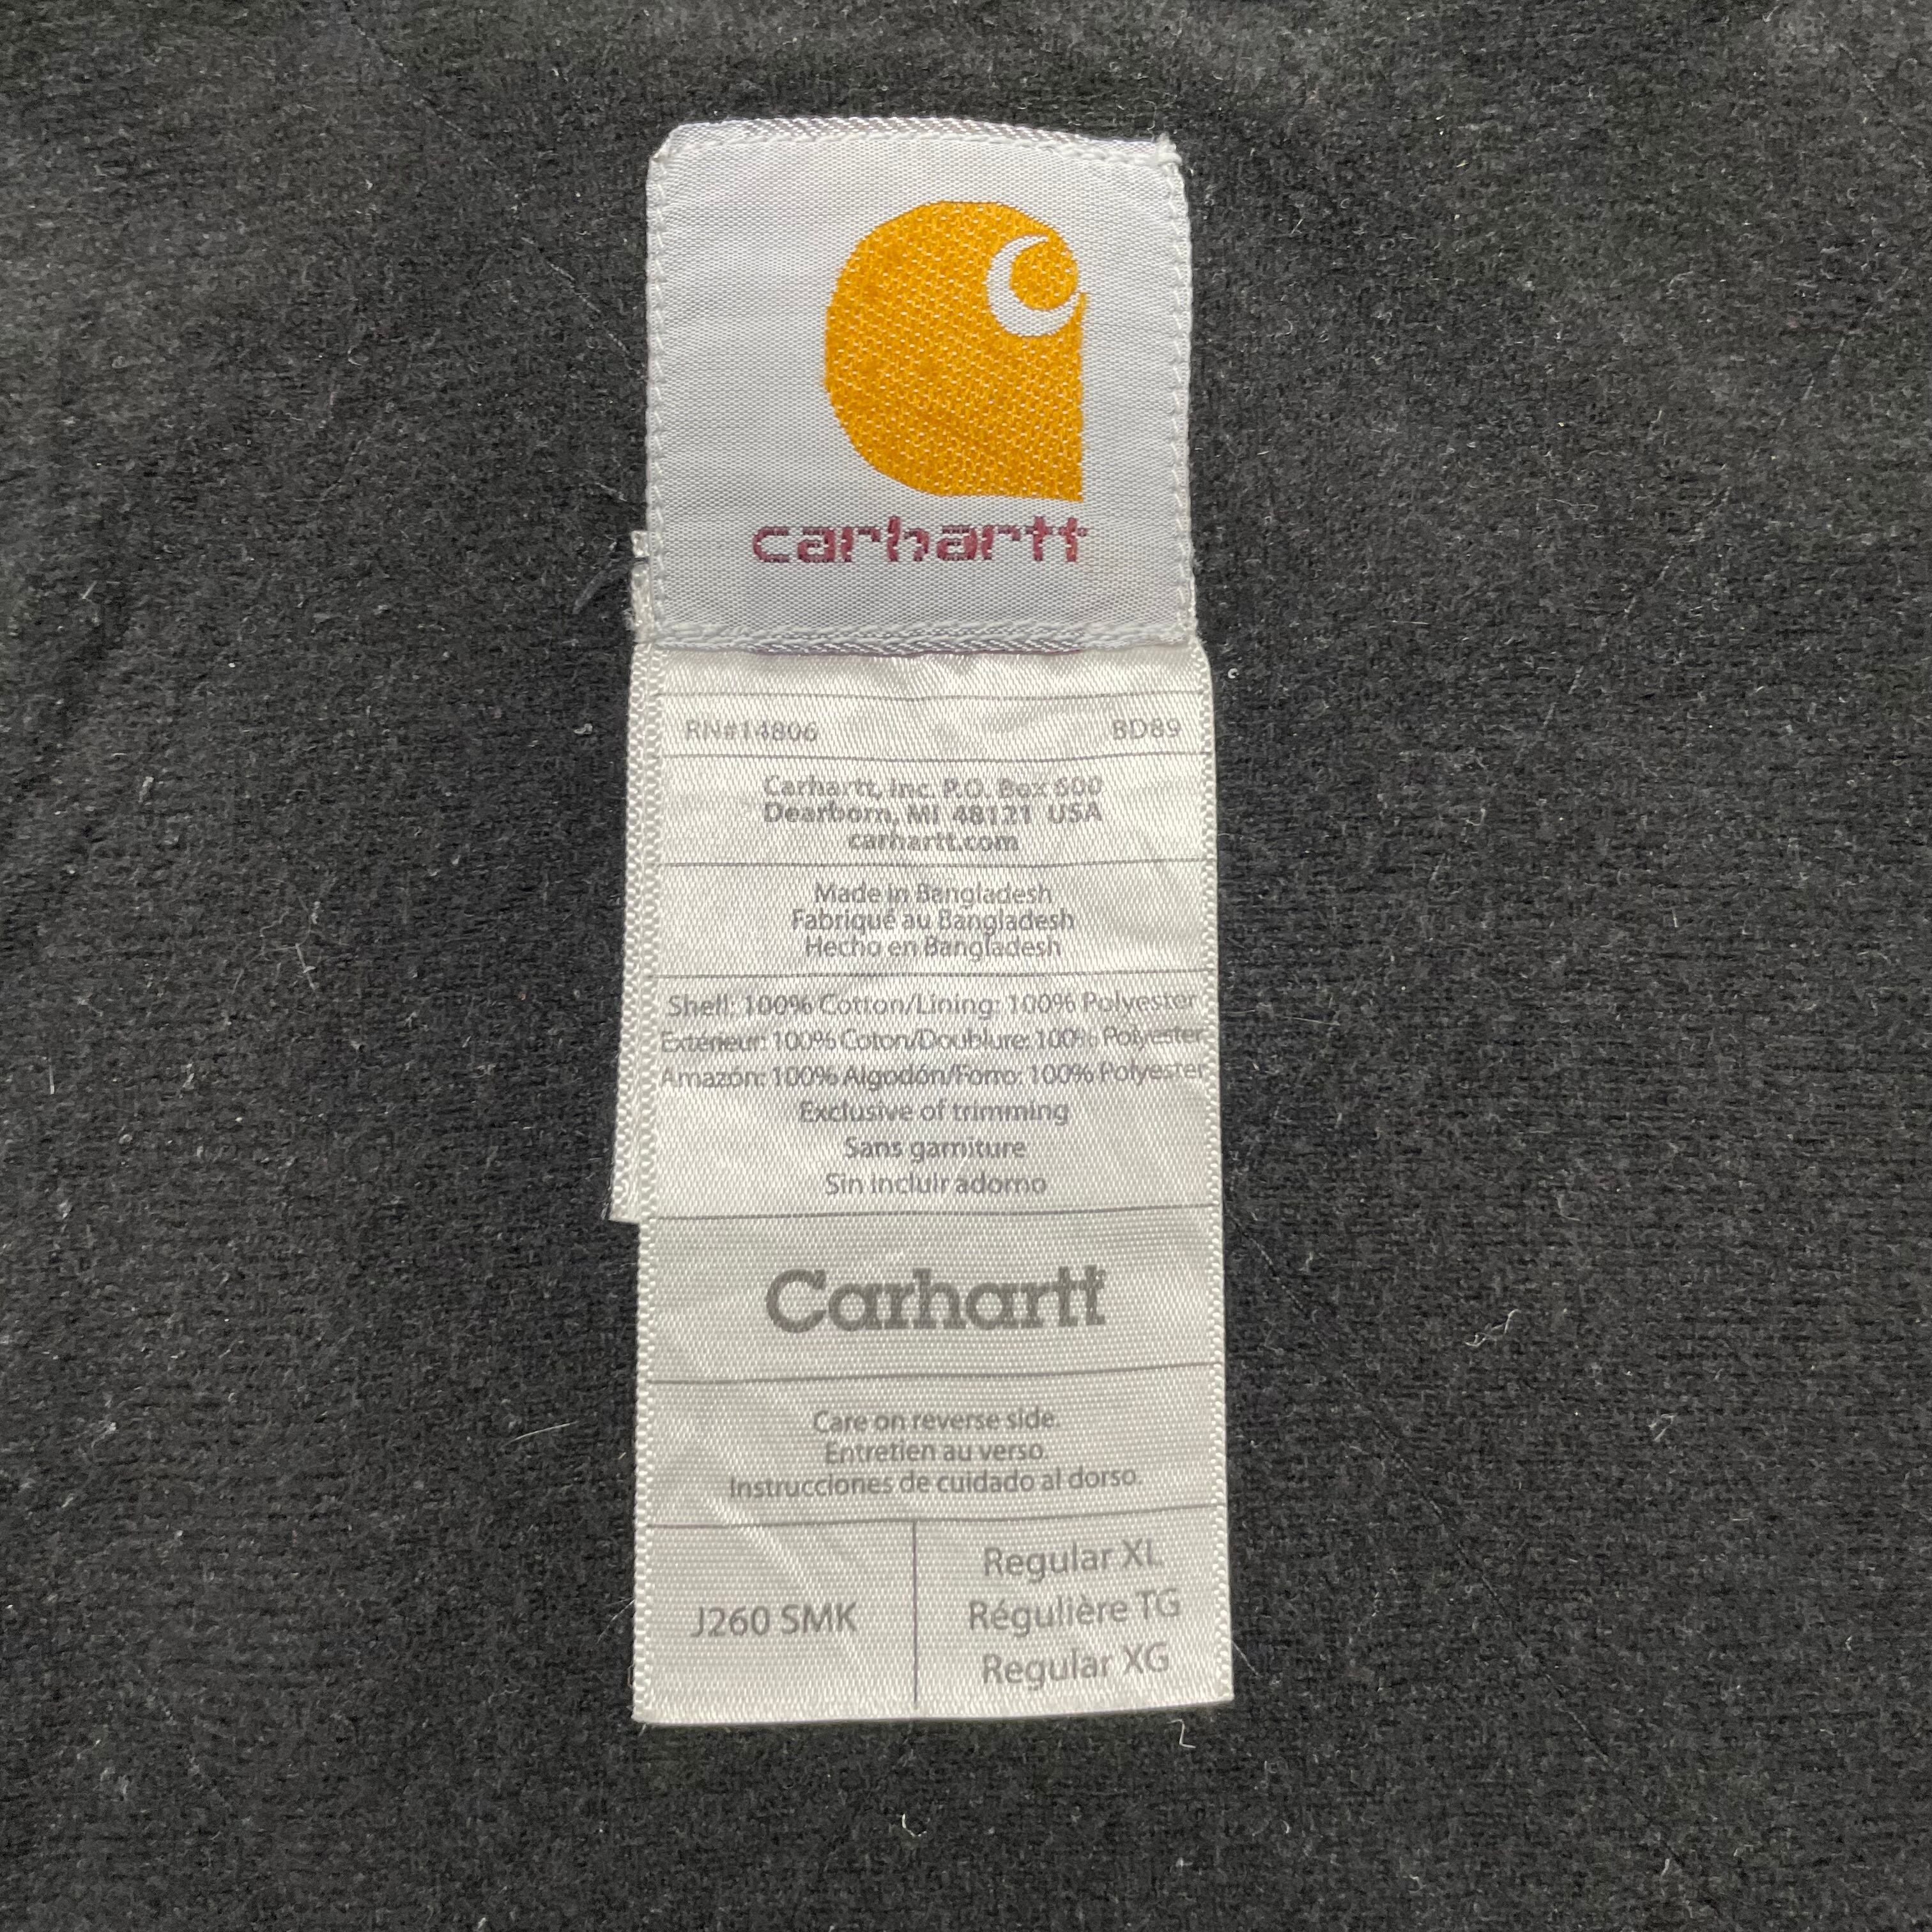 carhartt
RN#14806 BD89
Carhartt, Inc. P.O. Box 600
Dearborn, MI 48121 USA
carhartt.com
Made in Bangladesh
Fabriqué au Bangladesh
Hecho en Bangladesh
Shell: 100% Cotton/Lining: 100% Polyester
Extérieur: 100% Coton/Doublure: 100% Polyester
Amazón: 100% Algodón/Forro: 100% Polyester
Exclusive of trimming
Sans garniture
Sin incluir adorno
Carhartt
Care on reverse side.
Entretien au verso.
Instrucciones de cuidado al dorso.
J260 SMK
Regular XL
Régulière TG
Regular XG